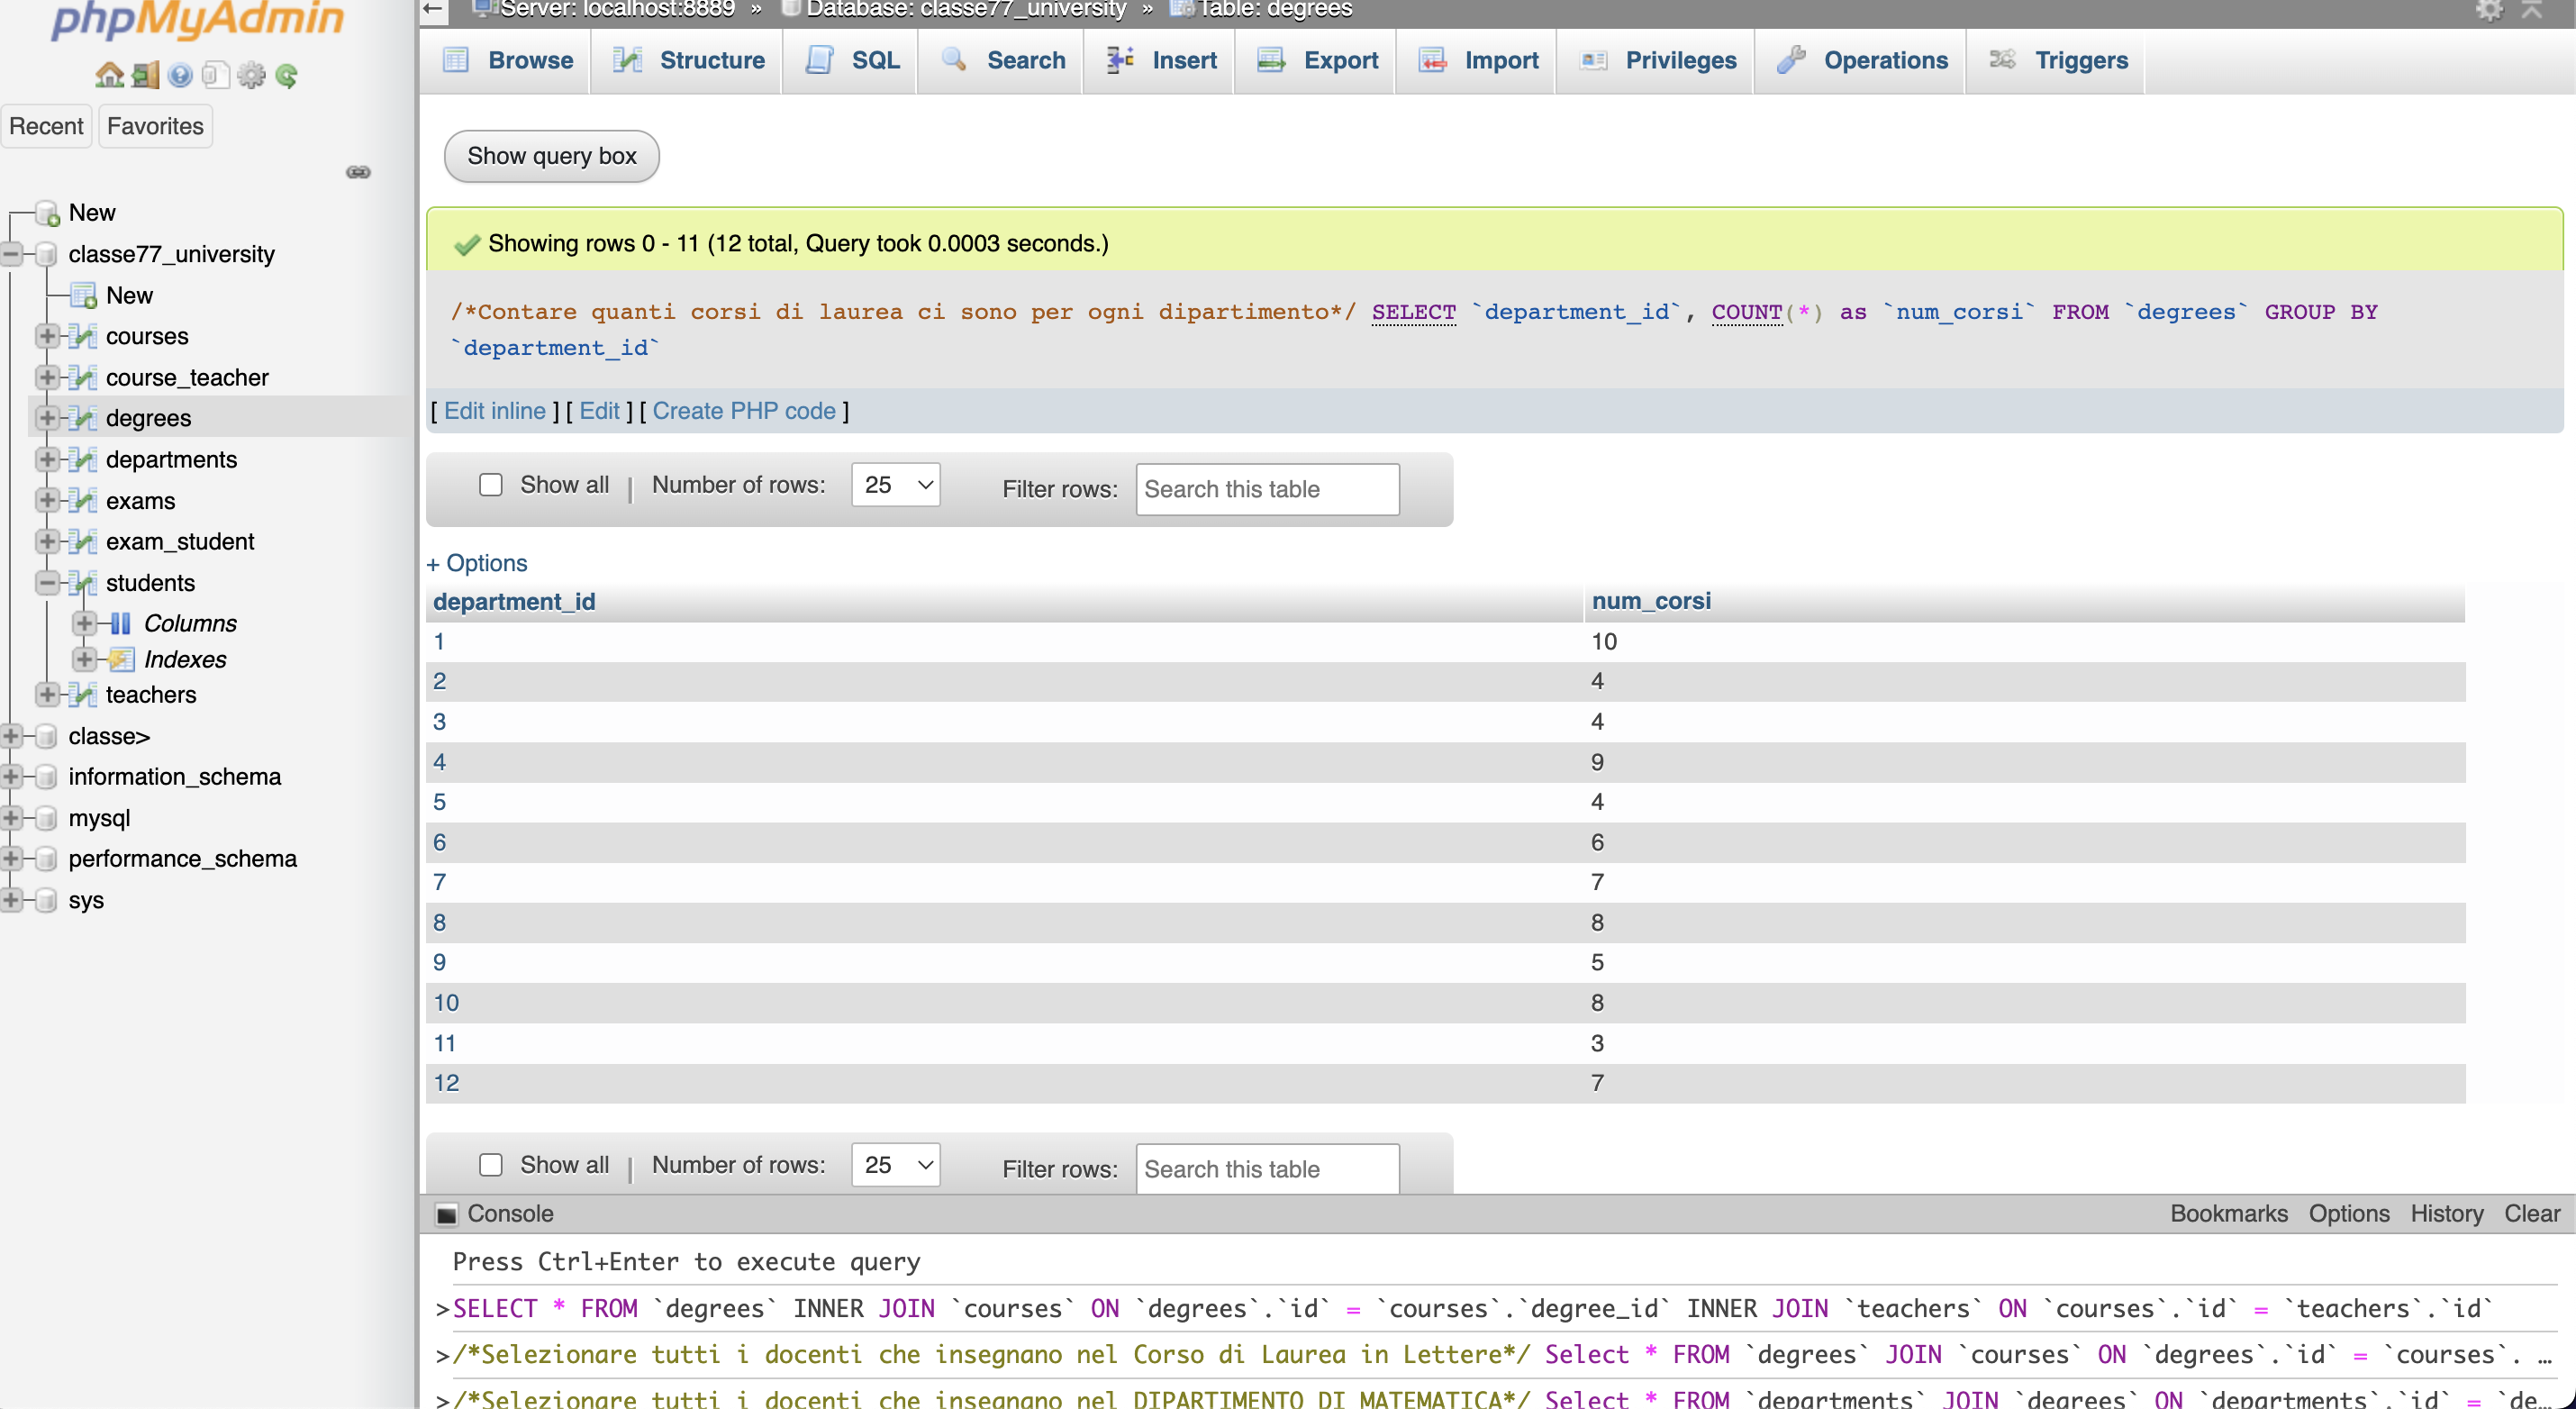 phpMyAdmin
Recent Favorites
New
classe77_university
New
courses
course_teacher
degrees
departments
exams
exam_student
students
Columns
Indexes
teachers
classe>
information_schema
mysql
performance_schema
sys
Server: localhost:8889 » Database: classe77_university » Table: degrees
Browse Structure SQL Search Insert Export Import Privileges Operations Triggers
Show query box
Showing rows 0 - 11 (12 total, Query took 0.0003 seconds.)
/*Contare quanti corsi di laurea ci sono per ogni dipartimento*/ SELECT `department_id`, COUNT(*) as `num_corsi` FROM `degrees` GROUP BY
`department_id`
[ Edit inline ] [ Edit ] [ Create PHP code ]
Show all | Number of rows: 25 Filter rows: Search this table
+ Options
department_id num_corsi
1 10
2 4
3 4
4 9
5 4
6 6
7 7
8 8
9 5
10 8
11 3
12 7
Show all | Number of rows: 25 Filter rows: Search this table
Console Bookmarks Options History Clear
Press Ctrl+Enter to execute query
>SELECT * FROM `degrees` INNER JOIN `courses` ON `degrees`.`id` = `courses`.`degree_id` INNER JOIN `teachers` ON `courses`.`id` = `teachers`.`id`
>/*Selezionare tutti i docenti che insegnano nel Corso di Laurea in Lettere*/ Select * FROM `degrees` JOIN `courses` ON `degrees`.`id` = `courses`. …
>/*Selezionare tutti i docenti che insegnano nel DIPARTIMENTO DI MATEMATICA*/ Select * FROM `departments` JOIN `degrees` ON `departments`.`id` = `de…